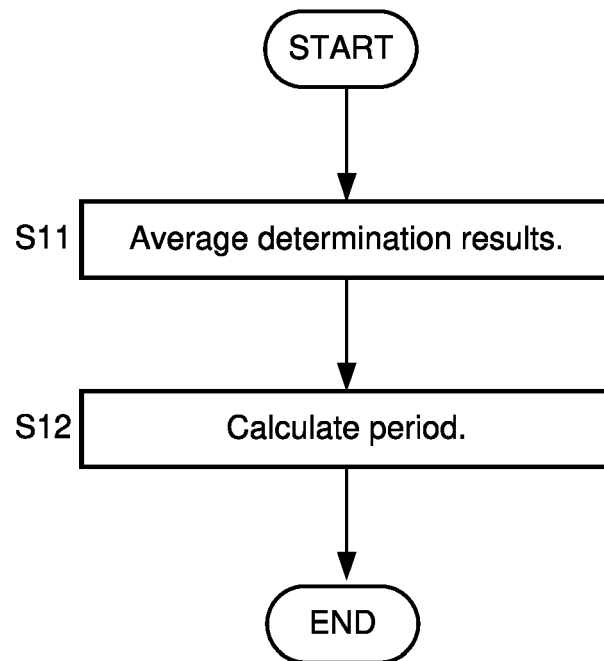 START
S11 Average determination results.
S12 Calculate period.
END